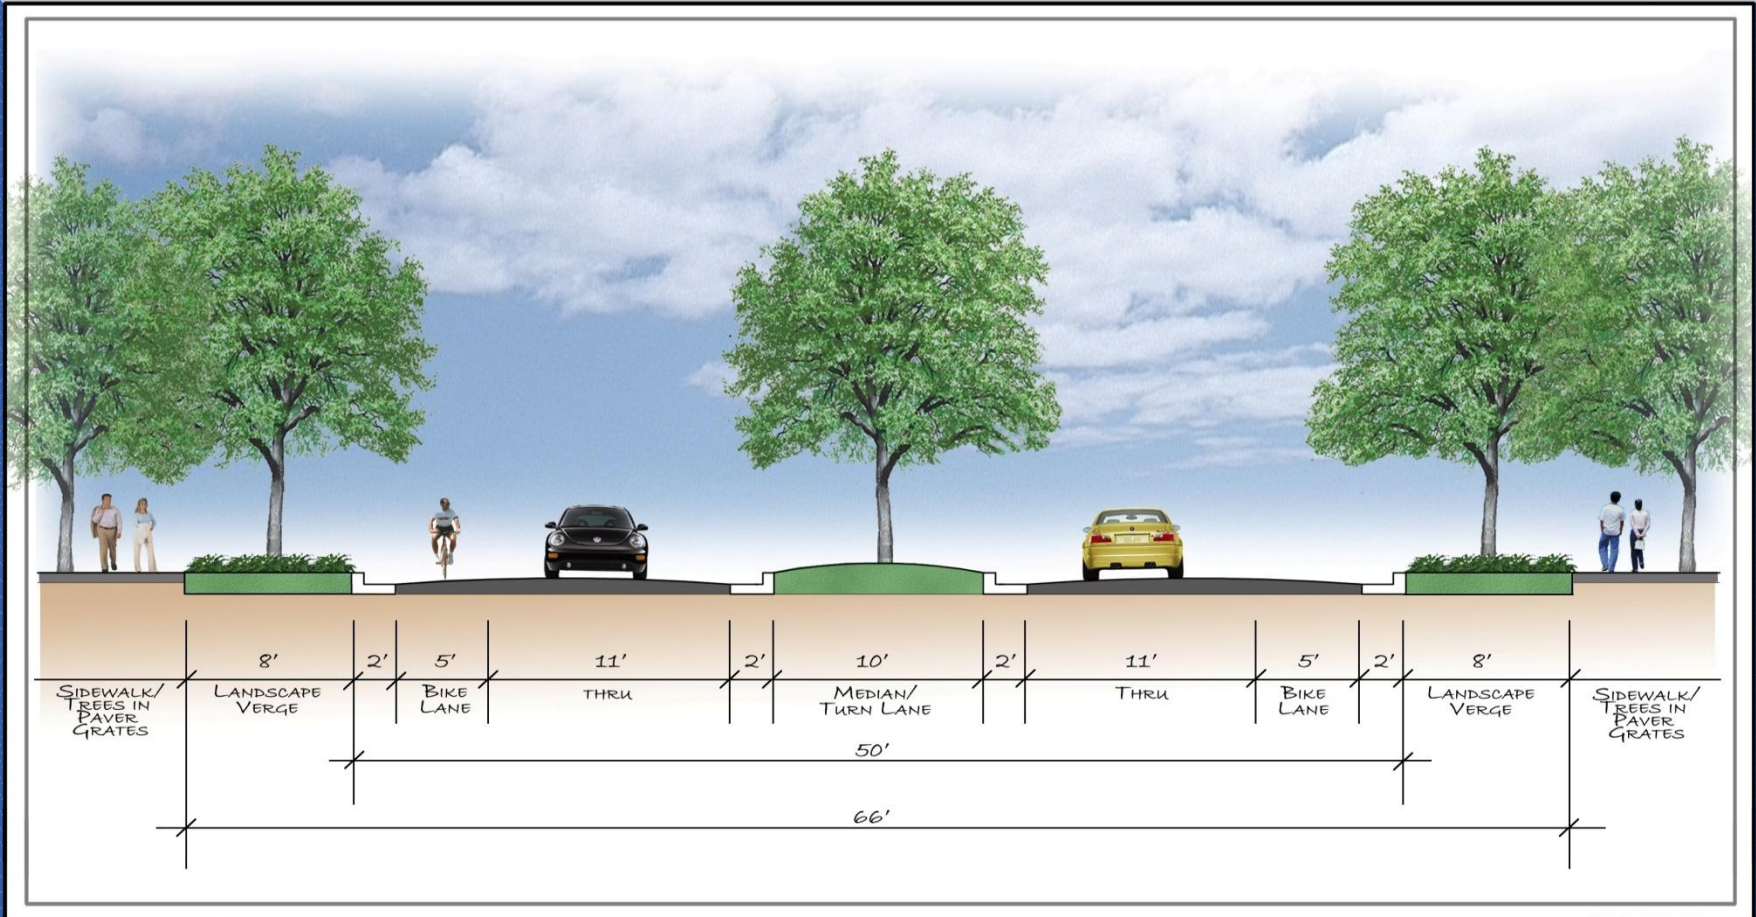 8' 2' 5' 11' 2' 10' 2' 11' 5' 2' 8'
SIDEWALK/
TREES IN
PAVER
GRATES
LANDSCAPE
VERGE
BIKE
LANE
THRU
MEDIAN/
TURN LANE
THRU
BIKE
LANE
LANDSCAPE
VERGE
SIDEWALK/
TREES IN
PAVER
GRATES
50'
66'